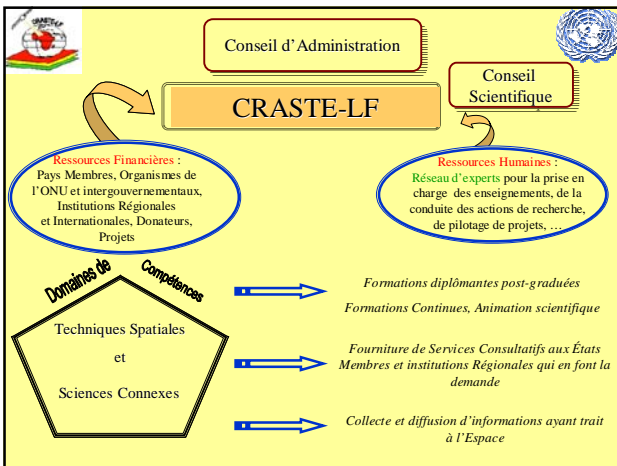 CRASTE-LF
Conseil d'Administration
Conseil
Scientifique
CRASTE-LF
Ressources Financières :
Pays Membres, Organismes de
l'ONU et intergouvernementaux,
Institutions Régionales
et Internationales, Donateurs,
Projets
Ressources Humaines :
Réseau d'experts pour la prise en
charge des enseignements, de la
conduite des actions de recherche,
de pilotage de projets, …
Domaines de Compétences
Techniques Spatiales
et
Sciences Connexes
Formations diplômantes post-graduées
Formations Continues, Animation scientifique
Fourniture de Services Consultatifs aux États
Membres et institutions Régionales qui en font la
demande
Collecte et diffusion d'informations ayant trait
à l'Espace